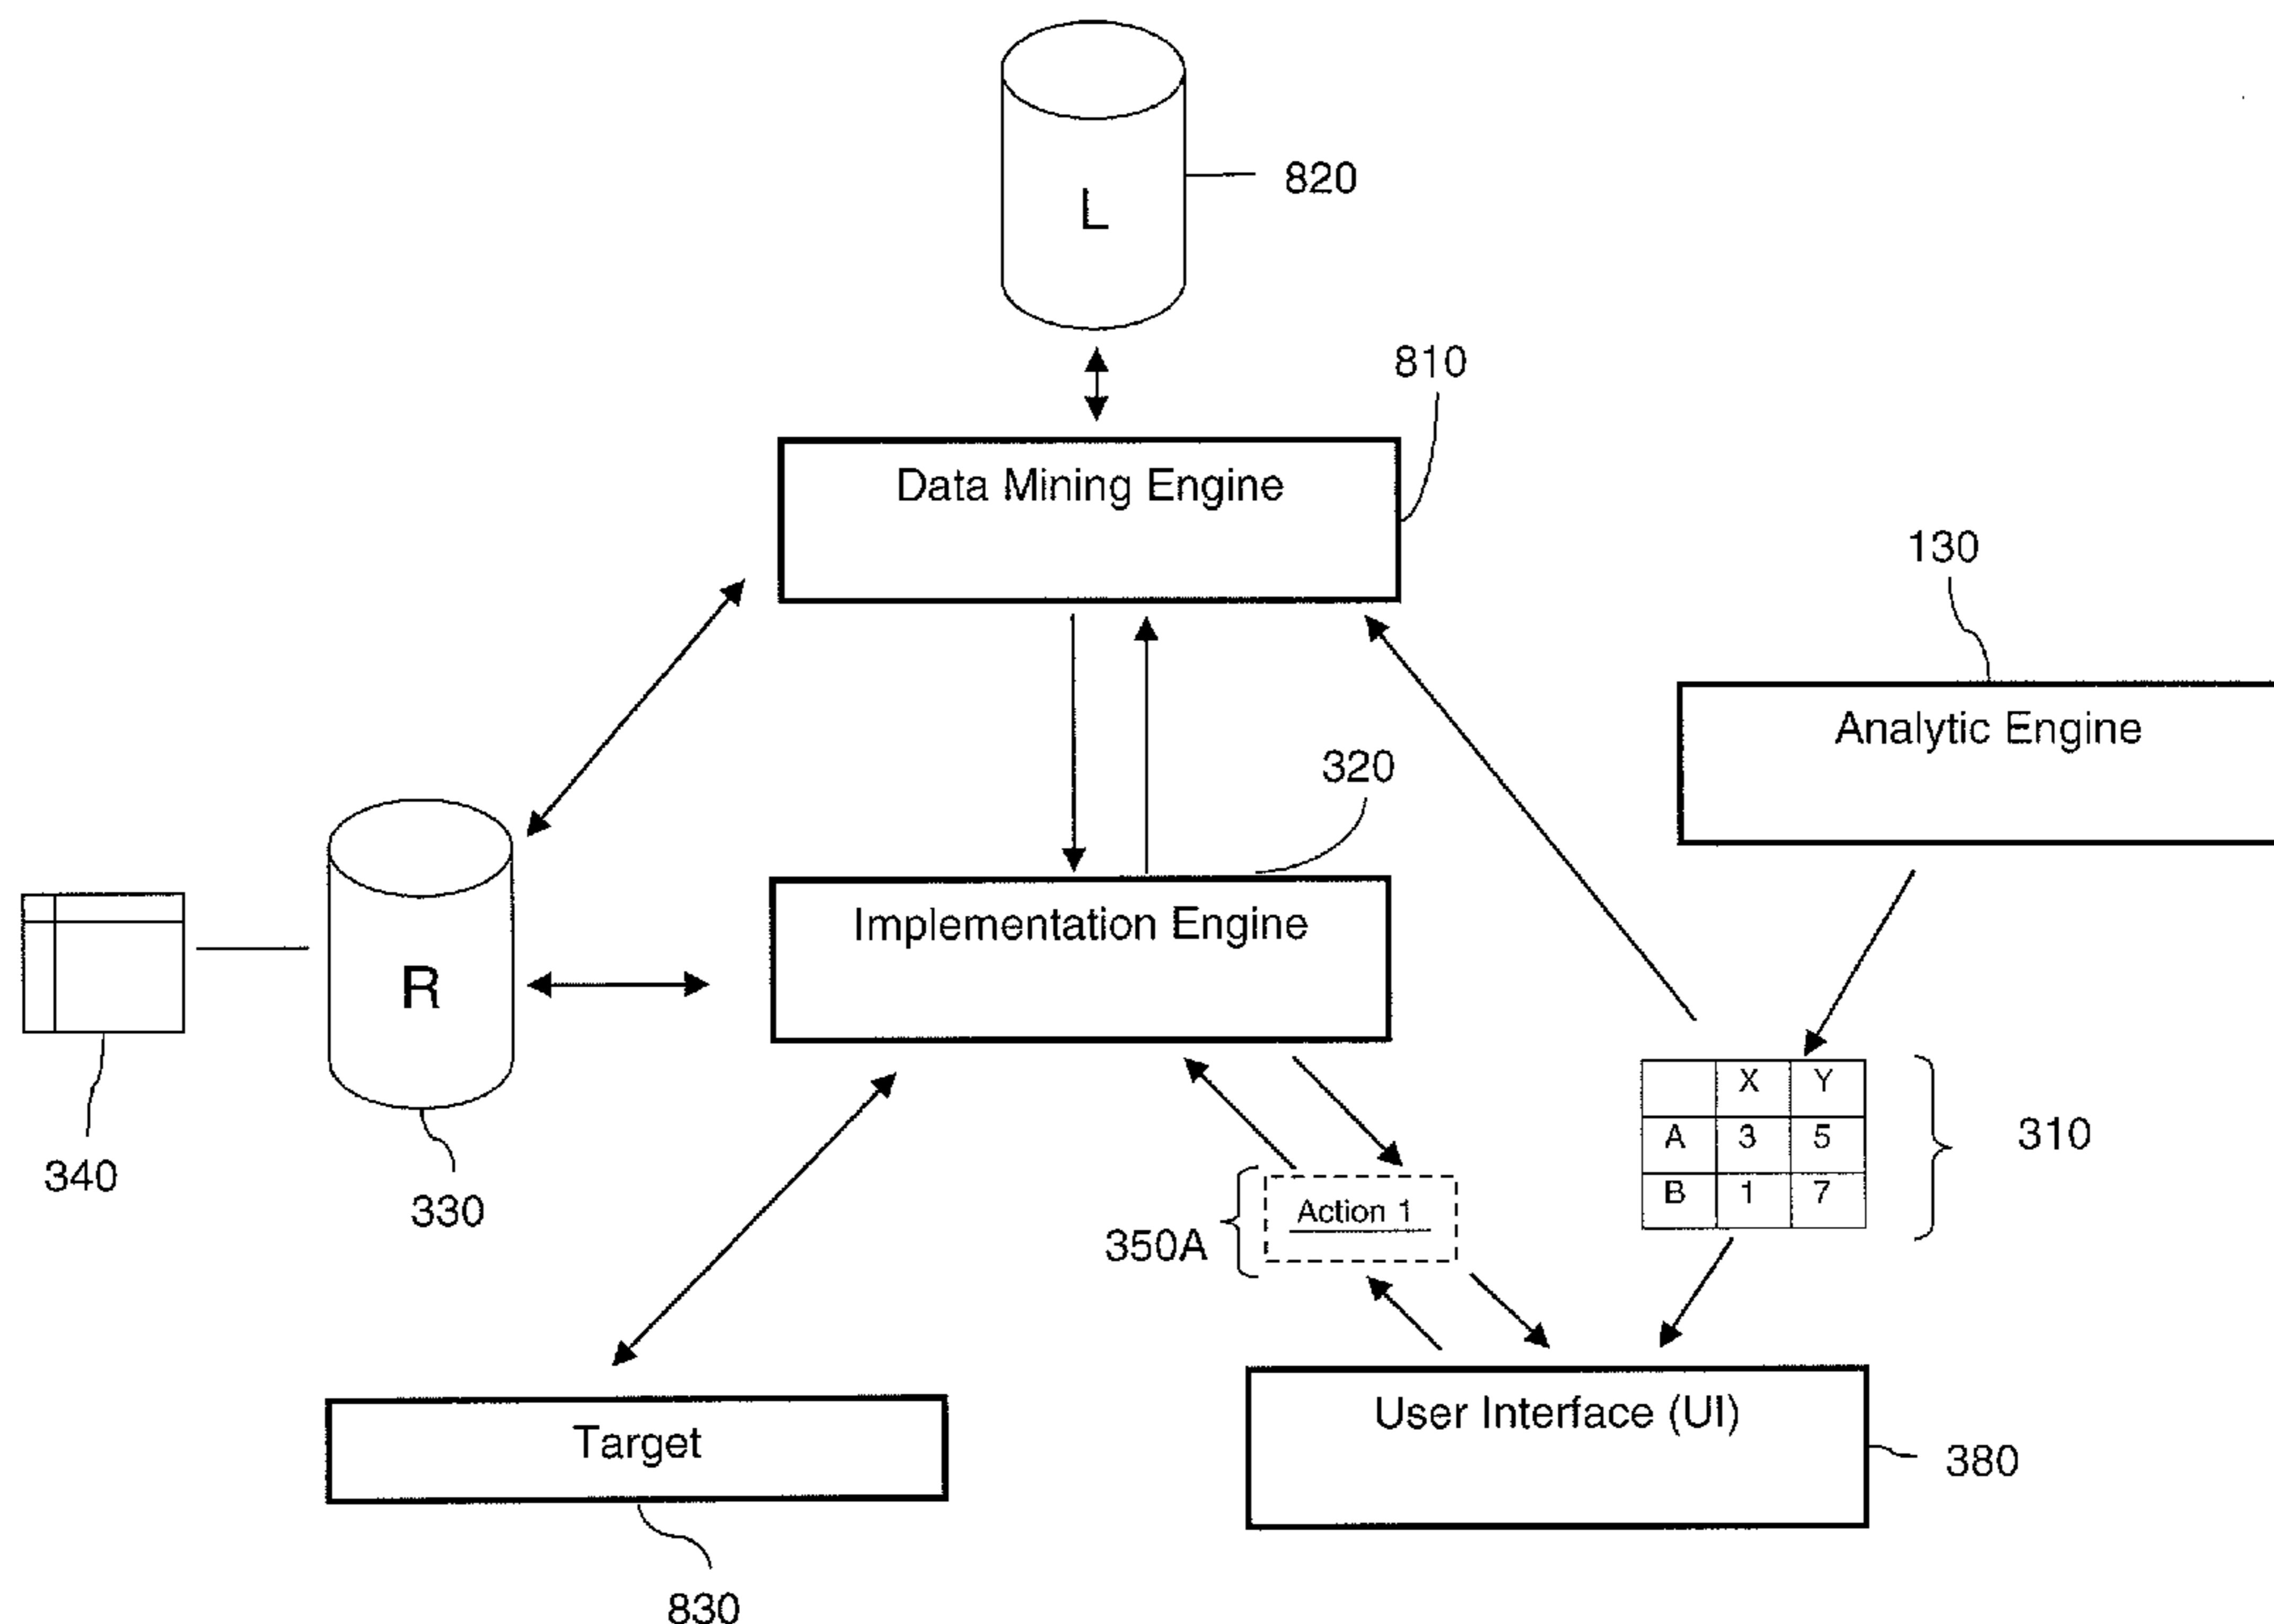 L
820
810
Data Mining Engine
130
Analytic Engine
320
Implementation Engine
R
340
330
X Y
A 3 5
B 1 7
310
Action 1
350A
Target
830
User Interface (UI)
380